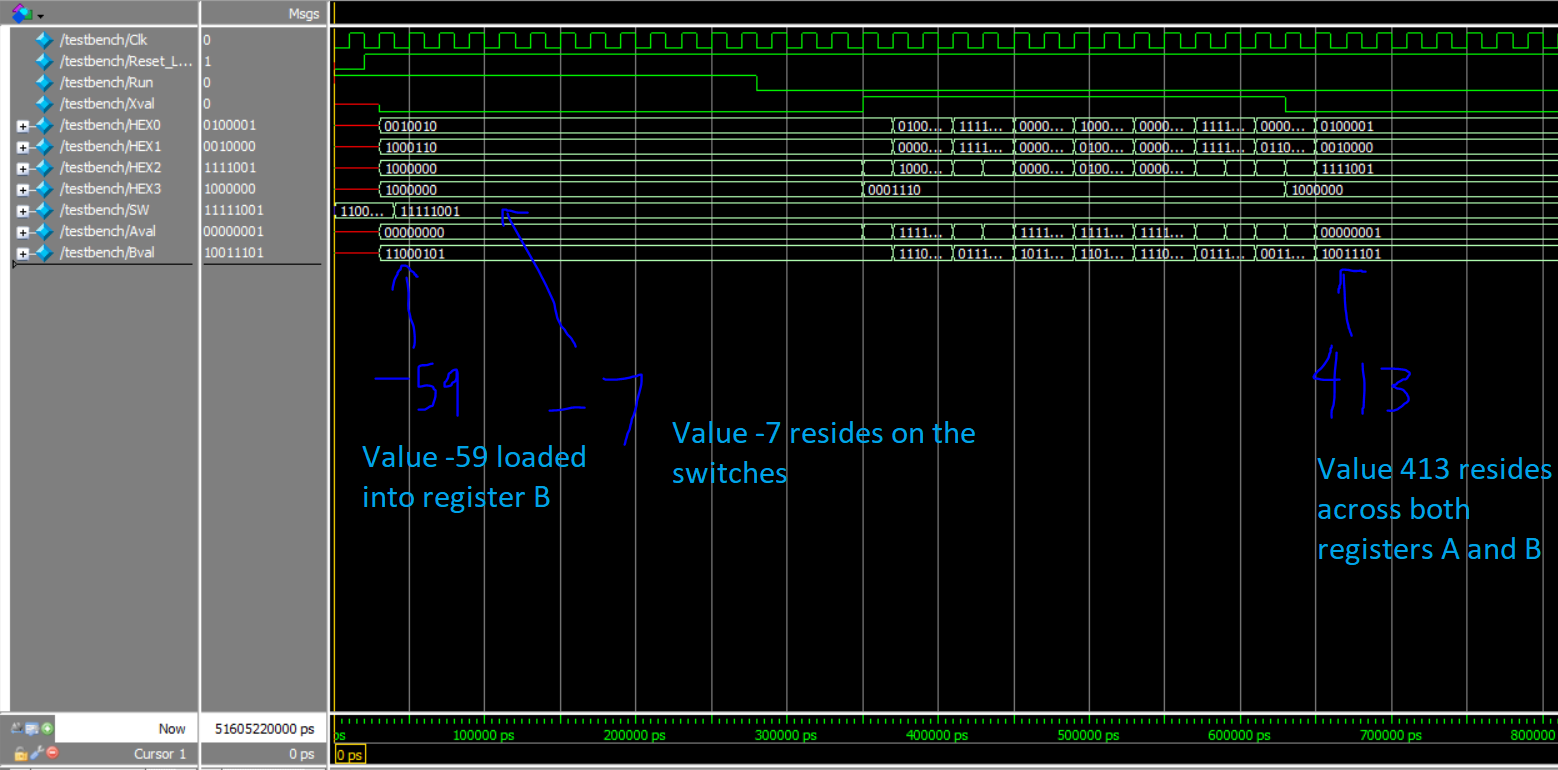 Msgs
/testbench/Clk 0
/testbench/Reset_L... 1
/testbench/Run 0
/testbench/Xval 0
/testbench/HEX0 0100001 0010010 0100... 1111... 0000... 1000... 0000... 1111... 0000... 0100001
/testbench/HEX1 0010000 1000110 0000... 1111... 0000... 0100... 0000... 1111... 0110... 0010000
/testbench/HEX2 1111001 1000000 1000... 0000... 0100... 0000... 1111001
/testbench/HEX3 1000000 1000000 0001110 1000000
/testbench/SW 11111001 1100... 11111001
/testbench/Aval 00000001 00000000 1111... 1111... 1111... 1111... 00000001
/testbench/Bval 10011101 11000101 1110... 0111... 1011... 1101... 1110... 0111... 0011... 10011101
-59
-7
413
Value -59 loaded
into register B
Value -7 resides on the
switches
Value 413 resides
across both
registers A and B
Now 51605220000 ps
ps 100000 ps 200000 ps 300000 ps 400000 ps 500000 ps 600000 ps 700000 ps 800000
Cursor 1 0 ps
0 ps